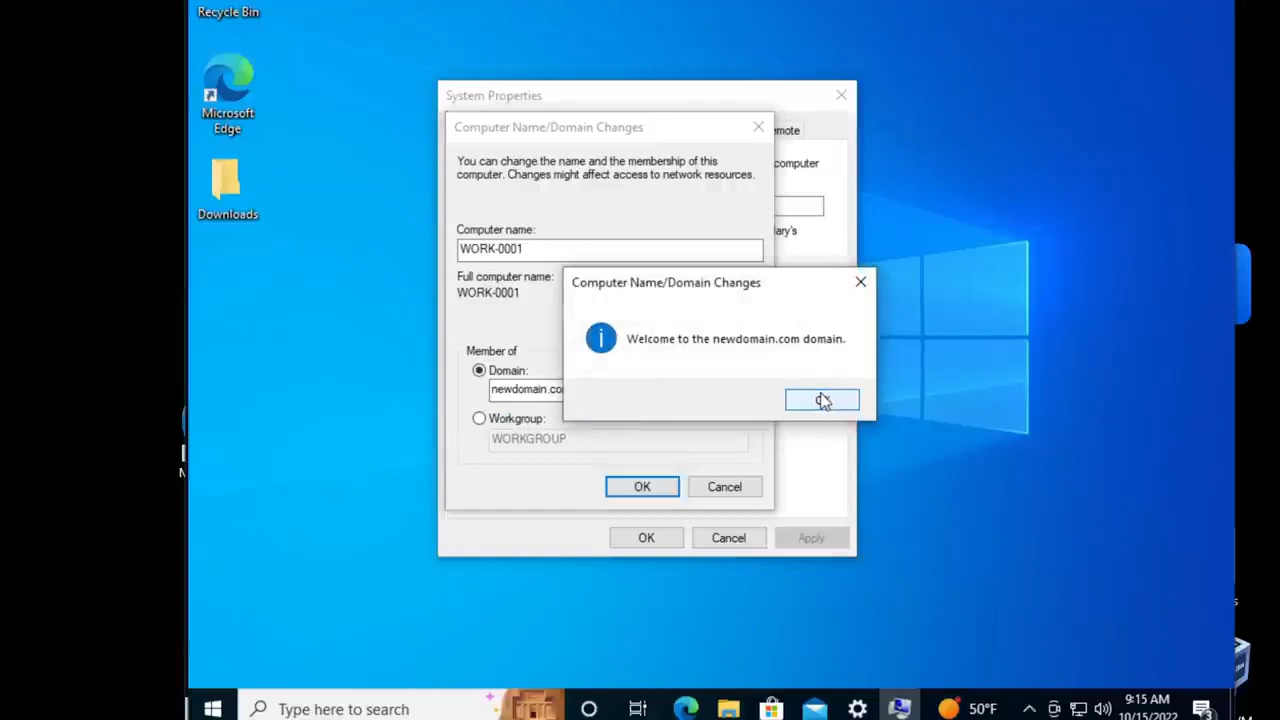 Recycle Bin
Microsoft
Edge
Downloads
System Properties
emote
computer
ary's
Computer Name/Domain Changes
You can change the name and the membership of this
computer. Changes might affect access to network resources.
Computer name:
WORK-0001
Full computer name:
WORK-0001
Member of
Domain:
newdomain.co
Workgroup:
WORKGROUP
OK
Cancel
Computer Name/Domain Changes
Welcome to the newdomain.com domain.
OK
Cancel
Apply
Type here to search
50°F
9:15 AM
10/15/2022